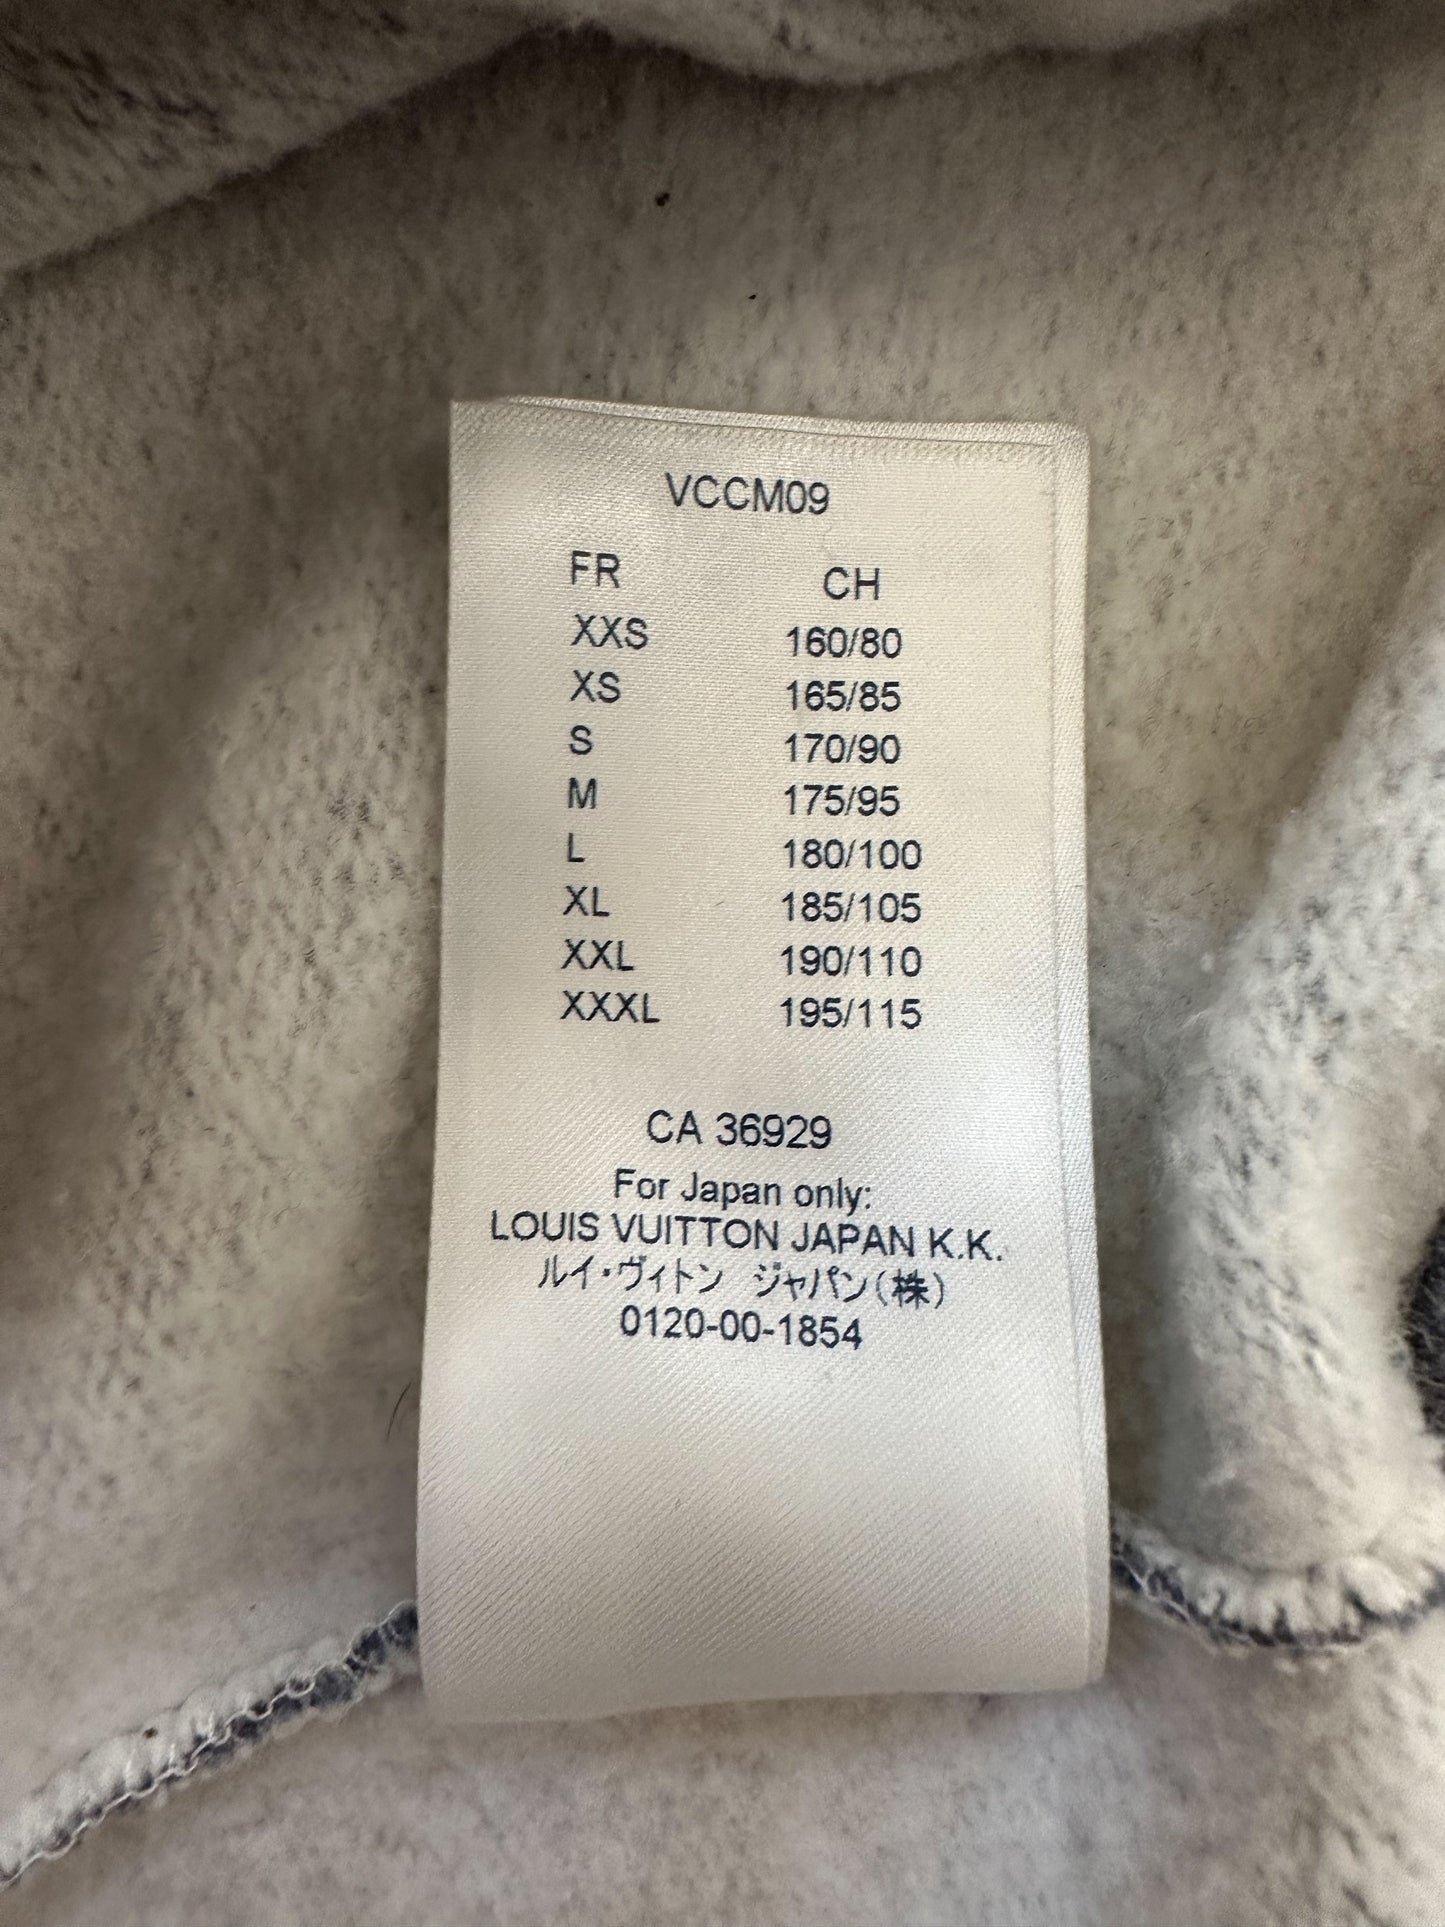 VCCM09
FR CH
XXS 160/80
XS 165/85
S 170/90
M 175/95
L 180/100
XL 185/105
XXL 190/110
XXXL 195/115
CA 36929
For Japan only:
LOUIS VUITTON JAPAN K.K.
ルイ・ヴィトン ジャパン(株)
0120-00-1854